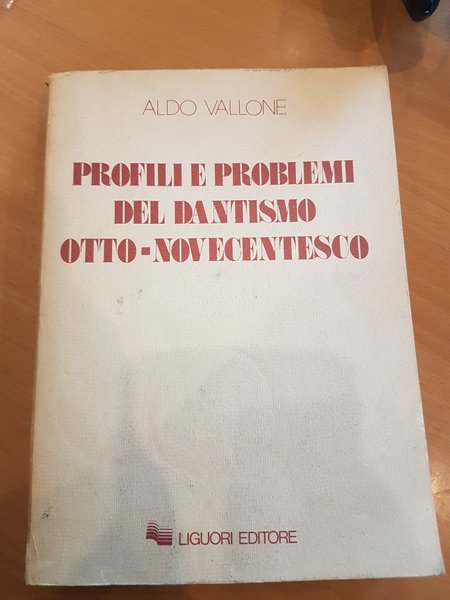 ALDO VALLONE
PROFILI E PROBLEMI
DEL DANTISMO
OTTO-NOVECENTESCO
LIGUORI EDITORE